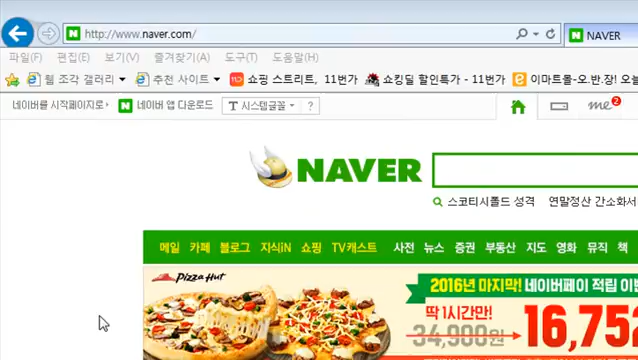 http://www.naver.com/
NAVER
파일(F) 편집(E) 보기(V) 즐겨찾기(A) 도구(T) 도움말(H)
웹 조각 갤러리 추천 사이트 쇼핑 스트리트, 11번가 쇼킹딜 할인특가 - 11번가 이마트몰-오.반.장! 오늘
네이버를 시작페이지로 네이버 앱 다운로드 T 시스템글꼴 ? me 2
NAVER
스코티시폴드 성격 연말정산 간소화서
메일 카페 블로그 지식iN 쇼핑 TV캐스트 사전 뉴스 증권 부동산 지도 영화 뮤직 책
Pizza Hut
2016년 마지막! 네이버페이 적립 이벤
딱 1시간만!
34,900원 16,752